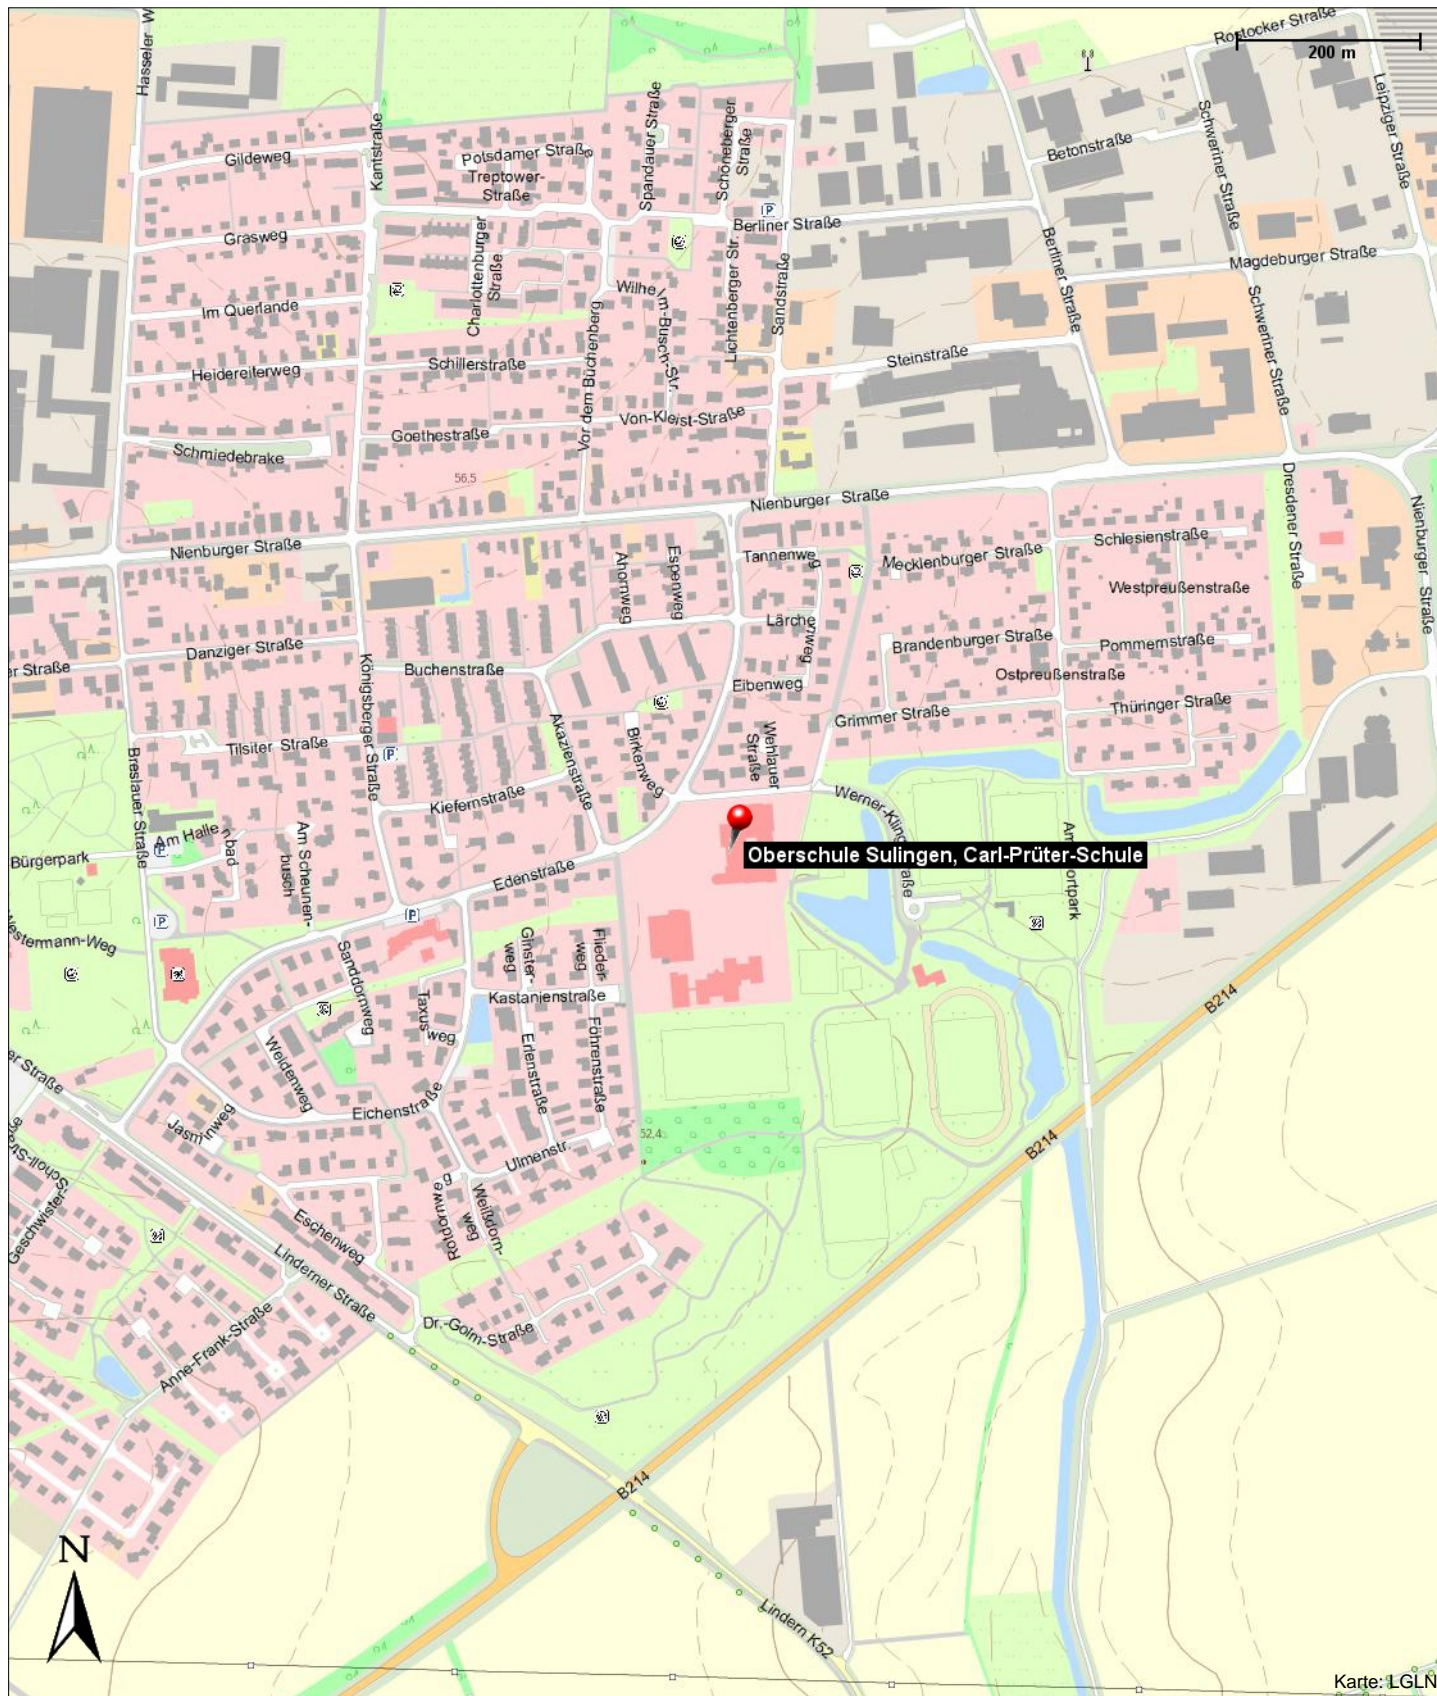 Rostocker Straße
200 m
Hasseler W
Leipziger Straße
Schweriner Straße
Betonstraße
Kantstraße
Gildeweg
Potsdamer Straße
Treptower-
Straße
Spandauer Straße
Schöneberger
Straße
P
Berliner Straße
Grasweg
Charlottenburger
Straße
Lichtenberger Str.
Sandstraße
Berliner Straße
Magdeburger Straße
Im Querlande
Wilhelm-Busch-Str.
Schweriner Straße
Vor dem Büchenberg
Heidereiterweg
Schillerstraße
Steinstraße
Von-Kleist-Straße
Goethestraße
Schmiedebrake
56,5
Nienburger Straße
Nienburger Straße
Dresdener Straße
Nienburger Straße
Ahornweg
Espenweg
Tannenweg
Mecklenburger Straße
Schlesienstraße
Westpreußenstraße
Lärchenweg
Danziger Straße
er Straße
Königsberger Straße
Buchenstraße
Brandenburger Straße
Pommernstraße
Ostpreußenstraße
Eibenweg
Grimmer Straße
Thüringer Straße
Tilsiter Straße
P
Breslauer Straße
Akazienstraße
Birkenweg
Wehlauer
Straße
Kiefernstraße
Am Hallenbad
P
Bürgerpark
Am Scheunen-
busch
Oberschule Sulingen, Carl-Prüter-Schule
Edenstraße
P
P
Westermann-Weg
Sanddornweg
Ginster-
weg
Flieder-
weg
Kastanienstraße
Taxusweg
B214
Weidenweg
Erlenstraße
Föhrenstraße
er Straße
Eichenstraße
Jasminweg
52,4
B214
Ulmenstr.
Geschwister-
Scholl-Straße
Rotdornweg
Weißdorn-
weg
Eschenweg
Linderner Straße
Dr.-Golm-Straße
Anne-Frank-Straße
B214
N
Lindern K52
Karte: LGLN